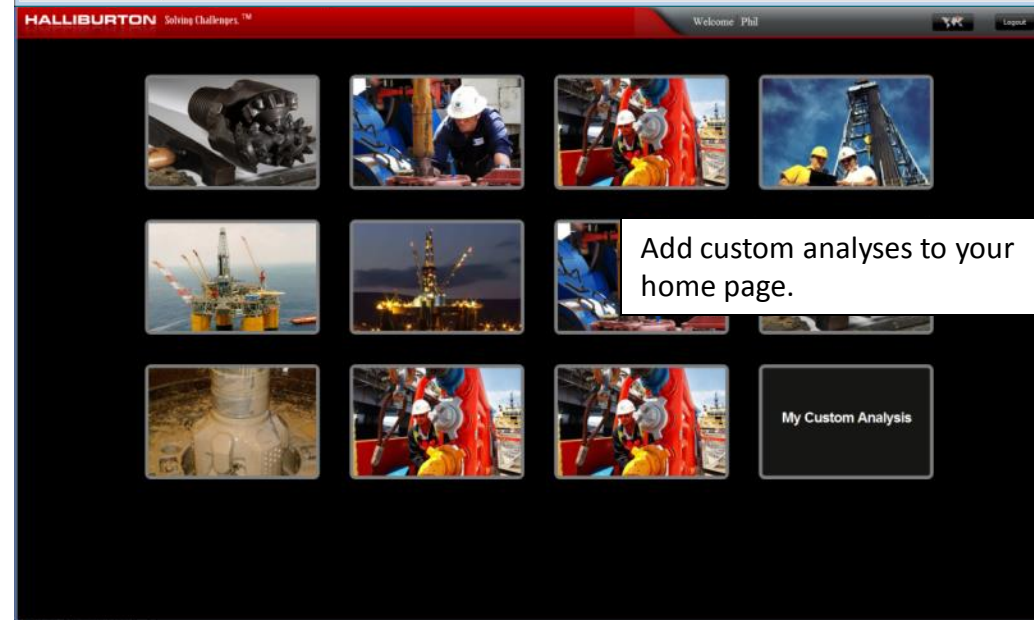 HALLIBURTON Solving Challenges.™
Welcome Phil
Logout
Add custom analyses to your
home page.
My Custom Analysis